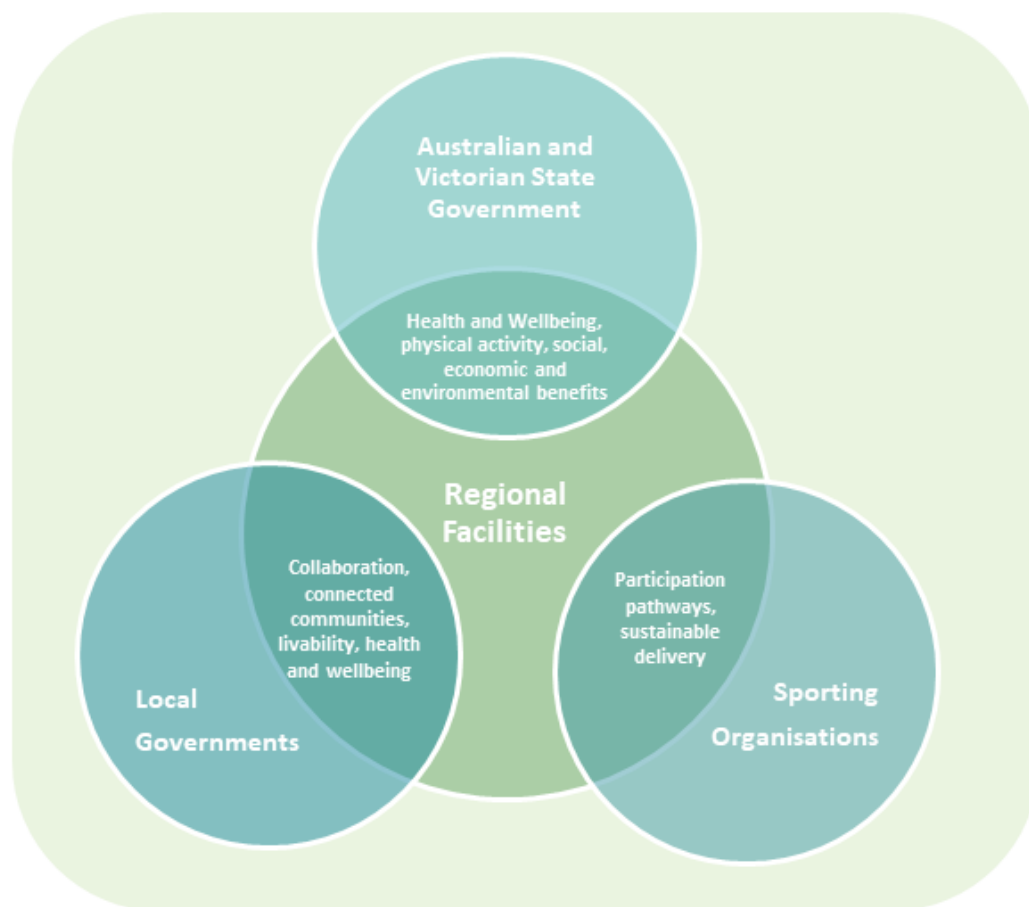 Australian and
Victorian State
Government
Health and Wellbeing,
physical activity, social,
economic and
environmental benefits
Regional
Facilities
Collaboration,
connected
communities,
livability, health
and wellbeing
Local
Governments
Participation
pathways,
sustainable
delivery
Sporting
Organisations